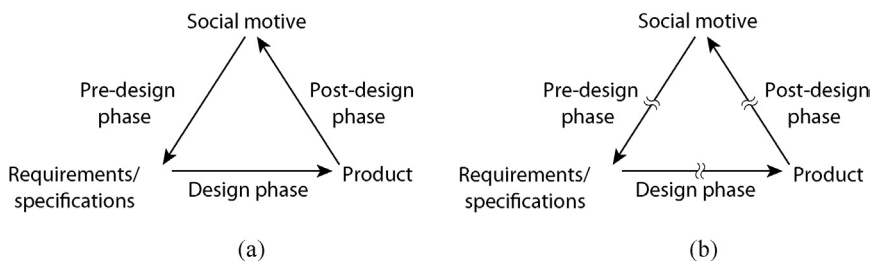 Social motive
Pre-design
phase
Post-design
phase
Requirements/
specifications
Design phase
Product
(a)
Social motive
Pre-design
phase
Post-design
phase
Requirements/
specifications
Design phase
Product
(b)